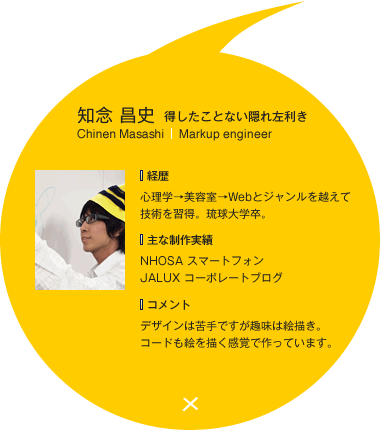 知念 昌史 得したことない隠れ左利き
Chinen Masashi | Markup engineer
経歴
心理学→美容室→Webとジャンルを越えて
技術を習得。琉球大学卒。
主な制作実績
NHOSA スマートフォン
JALUX コーポレートブログ
コメント
デザインは苦手ですが趣味は絵描き。
コードも絵を描く感覚で作っています。